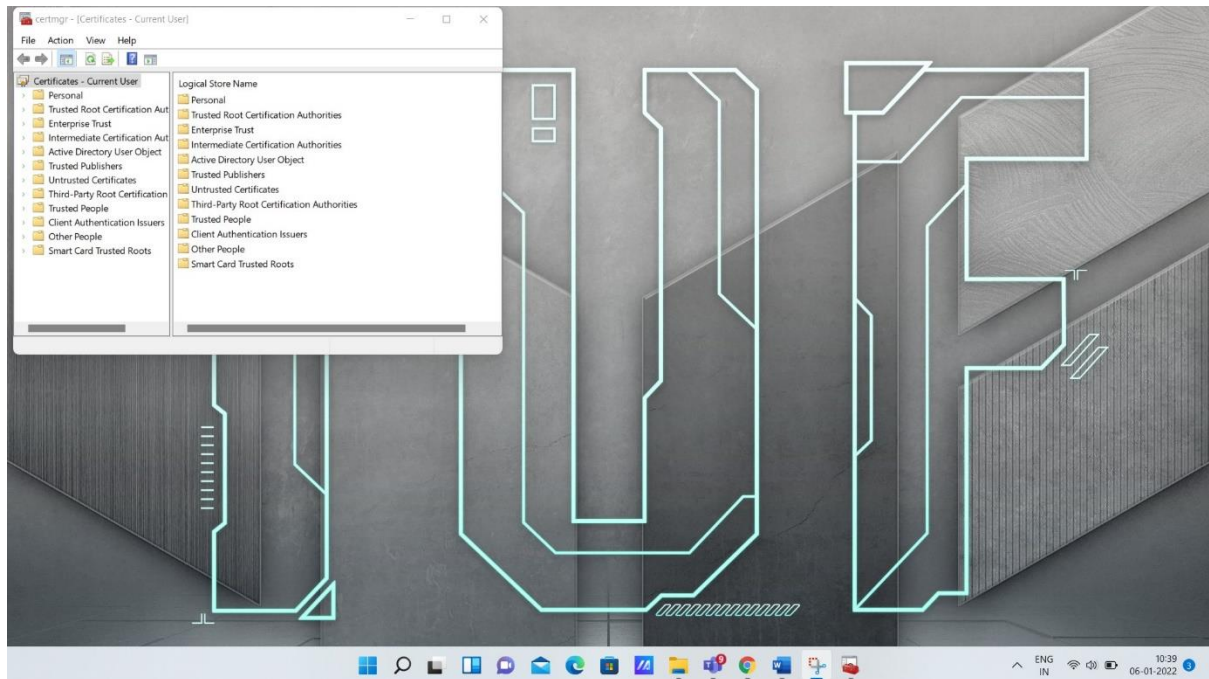 certmgr - [Certificates - Current User]
File Action View Help
Certificates - Current User
Personal
Trusted Root Certification Aut
Enterprise Trust
Intermediate Certification Aut
Active Directory User Object
Trusted Publishers
Untrusted Certificates
Third-Party Root Certification
Trusted People
Client Authentication Issuers
Other People
Smart Card Trusted Roots
Logical Store Name
Personal
Trusted Root Certification Authorities
Enterprise Trust
Intermediate Certification Authorities
Active Directory User Object
Trusted Publishers
Untrusted Certificates
Third-Party Root Certification Authorities
Trusted People
Client Authentication Issuers
Other People
Smart Card Trusted Roots
TUF
9
ENG
IN
10:39
06-01-2022
3